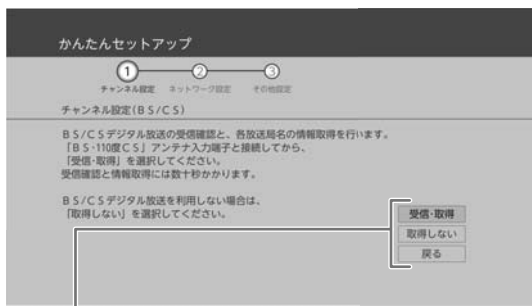 かんたんセットアップ
1 2 3
チャンネル設定 ネットワーク設定 その他設定
チャンネル設定(BS/CS)
BS/CSデジタル放送の受信確認と、各放送局名の情報取得を行います。
「BS・110度CS」アンテナ入力端子と接続してから、
「受信・取得」を選択してください。
受信確認と情報取得には数十秒かかります。
BS/CSデジタル放送を利用しない場合は、
「取得しない」を選択してください。
受信・取得
取得しない
戻る